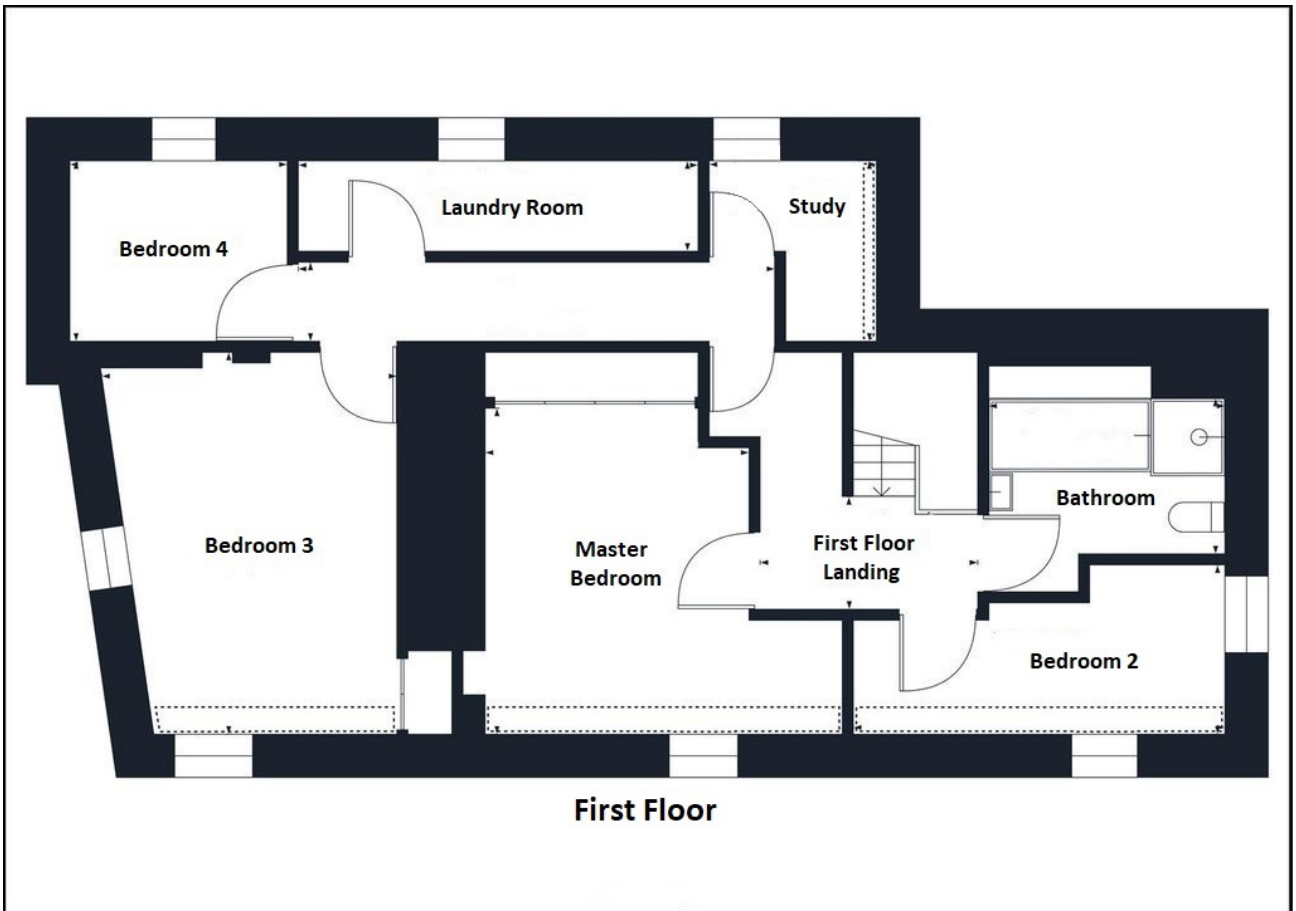 Laundry Room
Study
Bedroom 4
Bathroom
Bedroom 3
Master
Bedroom
First Floor
Landing
Bedroom 2
First Floor